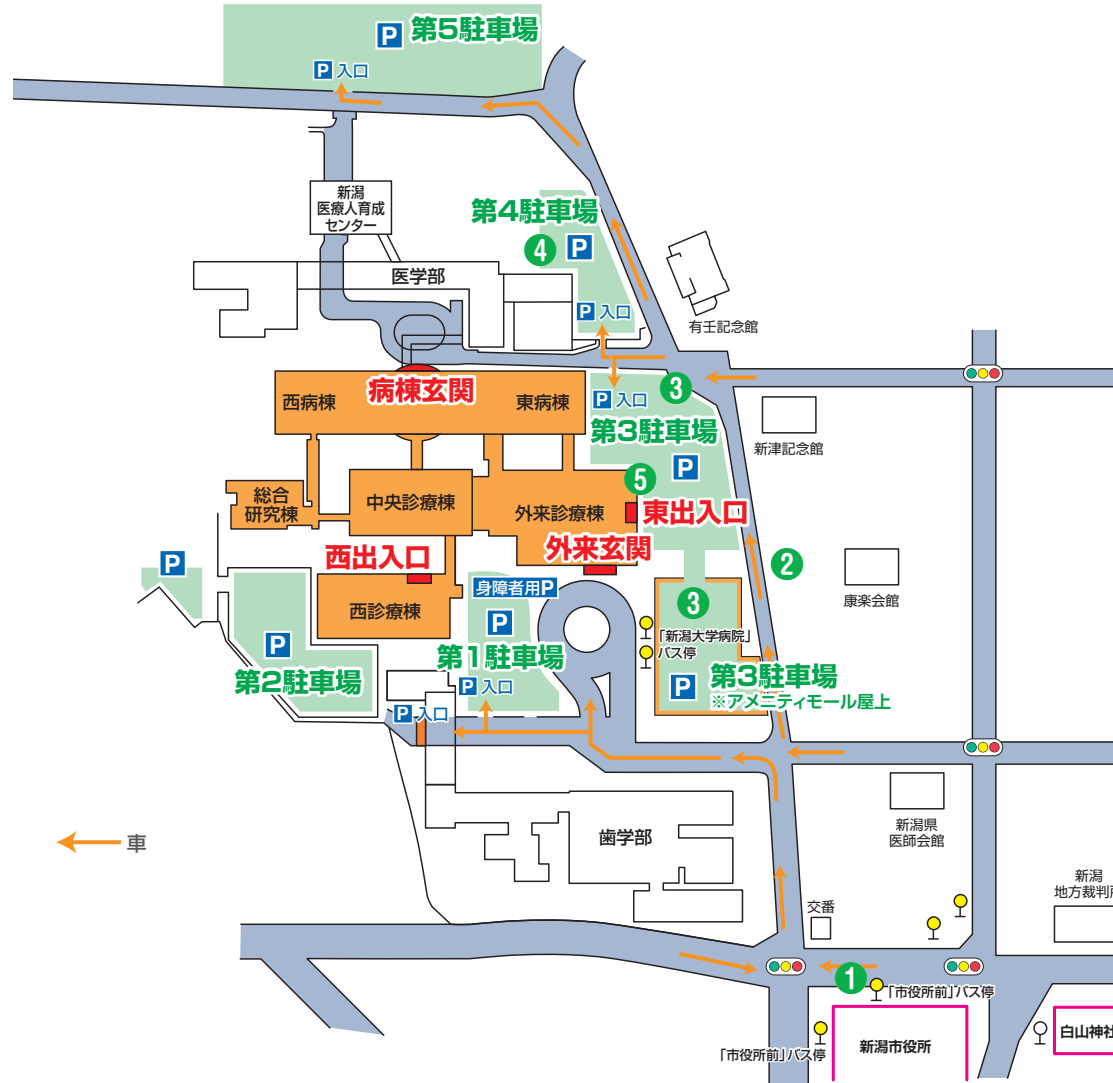 P 第5駐車場
P 入口
新潟
医療人育成
センター
第4駐車場
4 P
医学部
P 入口
有壬記念館
病棟玄関
西病棟
東病棟
3
P 入口
第3駐車場
新津記念館
P
5
総合
研究棟
中央診療棟
外来診療棟
東出入口
外来玄関
西出入口
2
P
身障者用P
康楽会館
西診療棟
P
3
「新潟大学病院」
バス停
P
第1駐車場
第2駐車場
P 入口
P
第3駐車場
※アメニティモール屋上
P 入口
新潟県
医師会館
歯学部
車
新潟
地方裁判所
交番
1
「市役所前」バス停
「市役所前」バス停
新潟市役所
白山神社